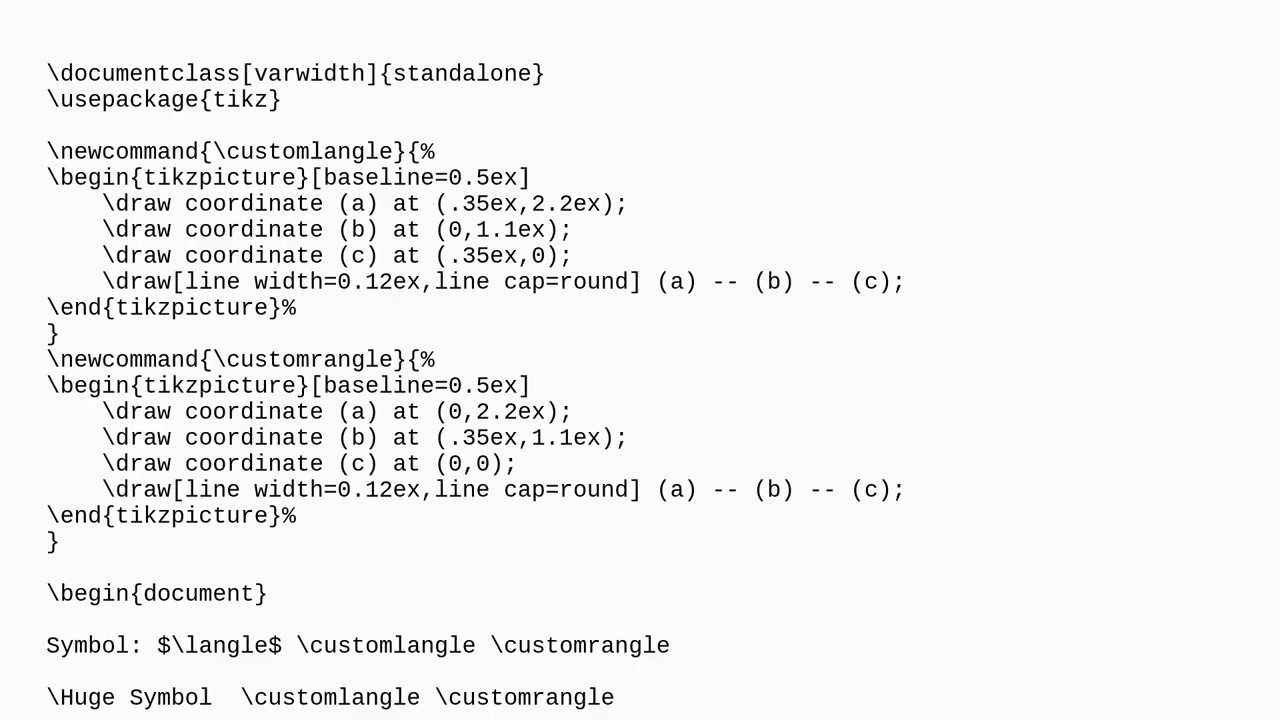 \documentclass[varwidth]{standalone}
\usepackage{tikz}

\newcommand{\customlangle}{%
\begin{tikzpicture}[baseline=0.5ex]
    \draw coordinate (a) at (.35ex,2.2ex);
    \draw coordinate (b) at (0,1.1ex);
    \draw coordinate (c) at (.35ex,0);
    \draw[line width=0.12ex,line cap=round] (a) -- (b) -- (c);
\end{tikzpicture}%
}
\newcommand{\customrangle}{%
\begin{tikzpicture}[baseline=0.5ex]
    \draw coordinate (a) at (0,2.2ex);
    \draw coordinate (b) at (.35ex,1.1ex);
    \draw coordinate (c) at (0,0);
    \draw[line width=0.12ex,line cap=round] (a) -- (b) -- (c);
\end{tikzpicture}%
}

\begin{document}

Symbol: $\langle$ \customlangle \customrangle

\Huge Symbol  \customlangle \customrangle